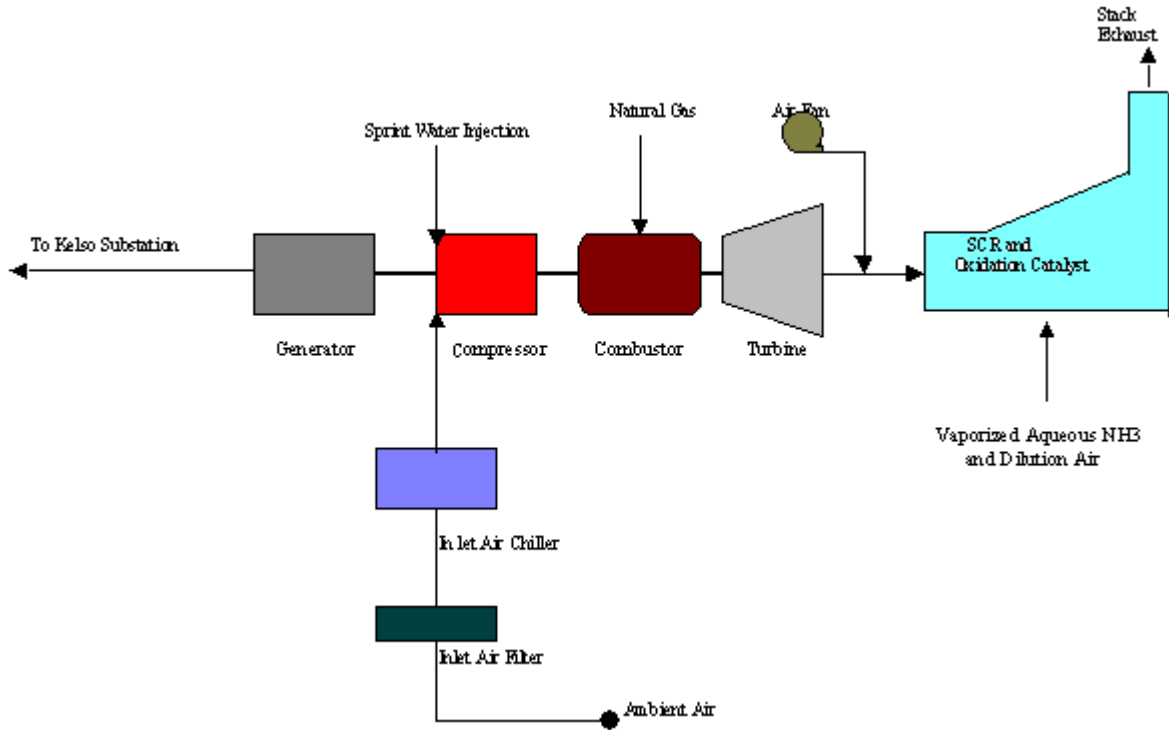 Stack
Exhaust
Natural Gas
Air Fan
Sprint Water Injection
To Kelso Substation
SCR and
Oxidation Catalyst
Generator
Compressor
Combustor
Turbine
Vaporized Aqueous NH3
and Dilution Air
Inlet Air Chiller
Inlet Air Filter
Ambient Air